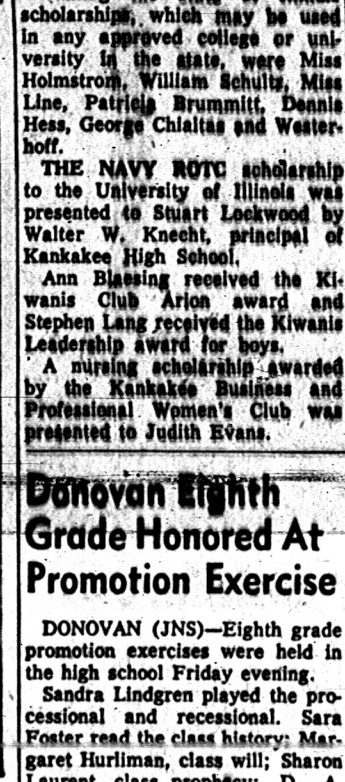 scholarships, which may be used
in any approved college or uni-
versity in the state, were Miss
Holmstrom, William Schultz, Miss
Line, Patricia Brummitt, Dennis
Hess, George Chialtas and Wester-
hoff.
THE NAVY ROTC scholarship
to the University of Illinois was
presented to Stuart Lockwood by
Walter W. Knecht, principal of
Kankakee High School.
Ann Blaesing received the Ki-
wanis Club Arion award and
Stephen Lang received the Kiwanis
Leadership award for boys.
A nursing scholarship awarded
by the Kankakee Business and
Professional Women's Club was
presented to Judith Evans.
Donovan Eighth
Grade Honored At
Promotion Exercise
DONOVAN (JNS)—Eighth grade
promotion exercises were held in
the high school Friday evening.
Sandra Lindgren played the pro-
cessional and recessional. Sara
Foster read the class history; Mar-
garet Hurliman, class will; Sharon
Laurent, class prophecy; D. A.